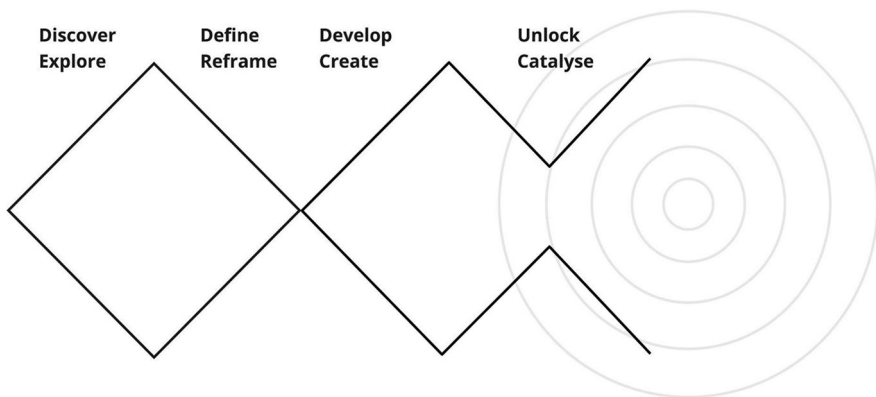 Discover
Explore
Define
Reframe
Develop
Create
Unlock
Catalyse